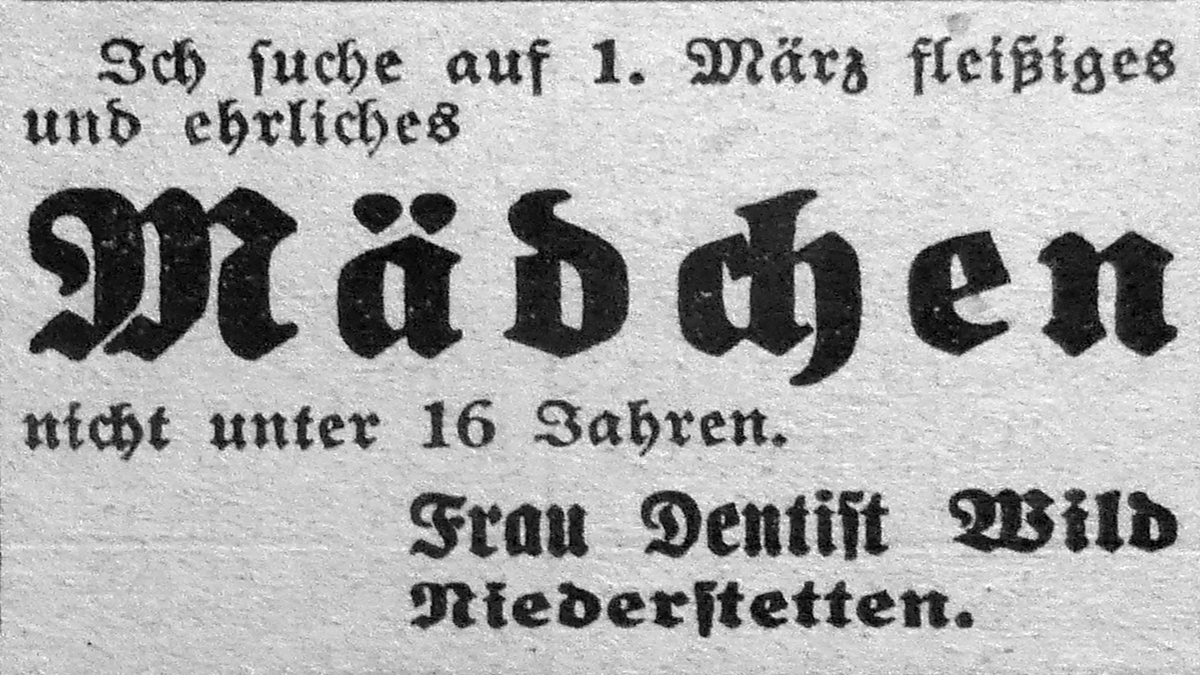 Ich suche auf 1. März fleißiges
und ehrliches
Mädchen
nicht unter 16 Jahren.
Frau Dentist Wild
Niederstetten.